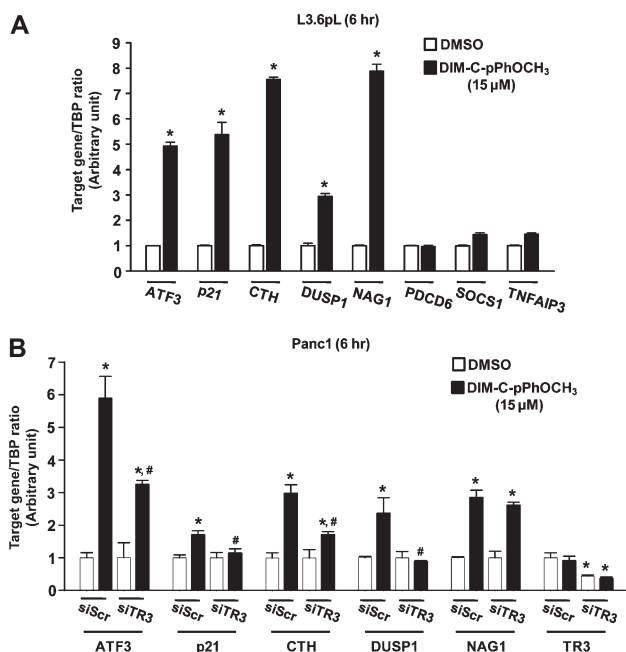 A
L3.6pL (6 hr)
DMSO
DIM-C-pPhOCH₃
(15 µM)
Target gene/TBP ratio
(Arbitrary unit)
9
8
7
6
5
4
3
2
1
0
* * * * *
ATF3 p21 CTH DUSP1 NAG1 PDCD6 SOCS1 TNFAIP3
B
Panc1 (6 hr)
DMSO
DIM-C-pPhOCH₃
(15 µM)
Target gene/TBP ratio
(Arbitrary unit)
7
6
5
4
3
2
1
0
* *,# * # * *,# * # * * * *
siScr siTR3 siScr siTR3 siScr siTR3 siScr siTR3 siScr siTR3 siScr siTR3
ATF3 p21 CTH DUSP1 NAG1 TR3